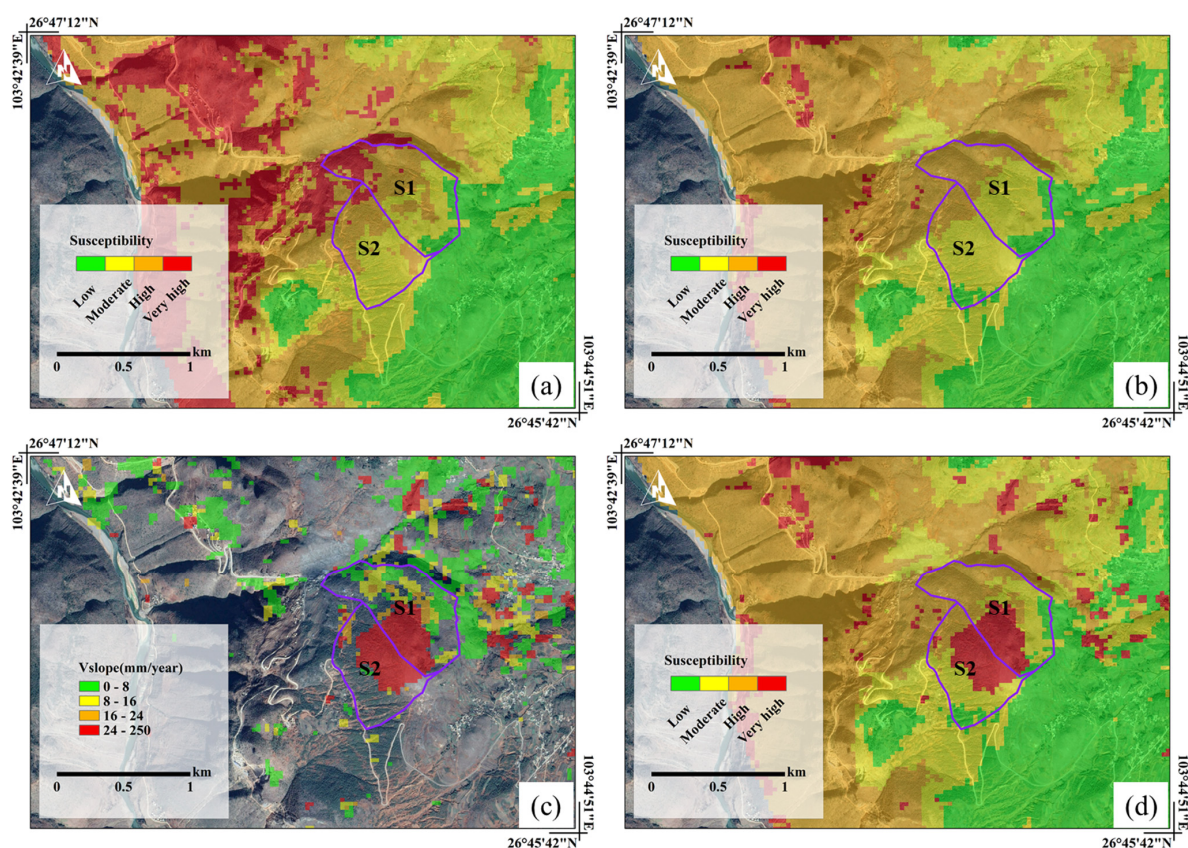 26°47'12"N
103°42'39"E
N
S1
S2
Susceptibility
Low
Moderate
High
Very high
km
0
0.5
1
(a)
103°44'51"E
26°45'42"N
26°47'12"N
103°42'39"E
N
S1
S2
Susceptibility
Low
Moderate
High
Very high
km
0
0.5
1
(b)
103°44'51"E
26°45'42"N
26°47'12"N
103°42'39"E
N
S1
S2
Vslope(mm/year)
0 - 8
8 - 16
16 - 24
24 - 250
km
0
0.5
1
(c)
103°44'51"E
26°45'42"N
26°47'12"N
103°42'39"E
N
S1
S2
Susceptibility
Low
Moderate
High
Very high
km
0
0.5
1
(d)
103°44'51"E
26°45'42"N